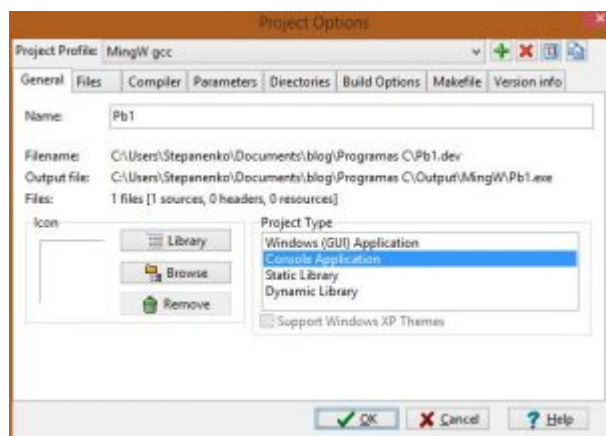 Project Options
Project Profile: MingW gcc
General Files Compiler Parameters Directories Build Options Makefile Version info
Name: Pb1
Filename: C:\Users\Stepanenko\Documents\blog\Programas C\Pb1.dev
Output file: C:\Users\Stepanenko\Documents\blog\Programas C\Output\MingW\Pb1.exe
Files: 1 files [1 sources, 0 headers, 0 resources]
Icon
Library
Browse
Remove
Project Type
Windows (GUI) Application
Console Application
Static Library
Dynamic Library
Support Windows XP Themes
OK Cancel Help